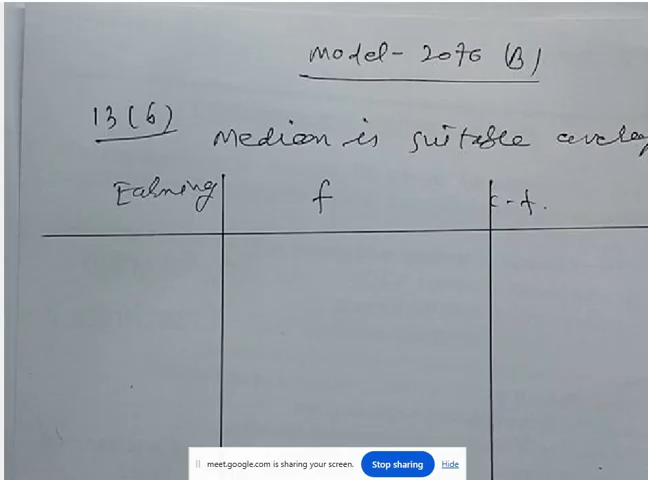 Model - 2076 (B)
13(b) Median is suitable
Earning f c.f.
meet.google.com is sharing your screen. Stop sharing Hide